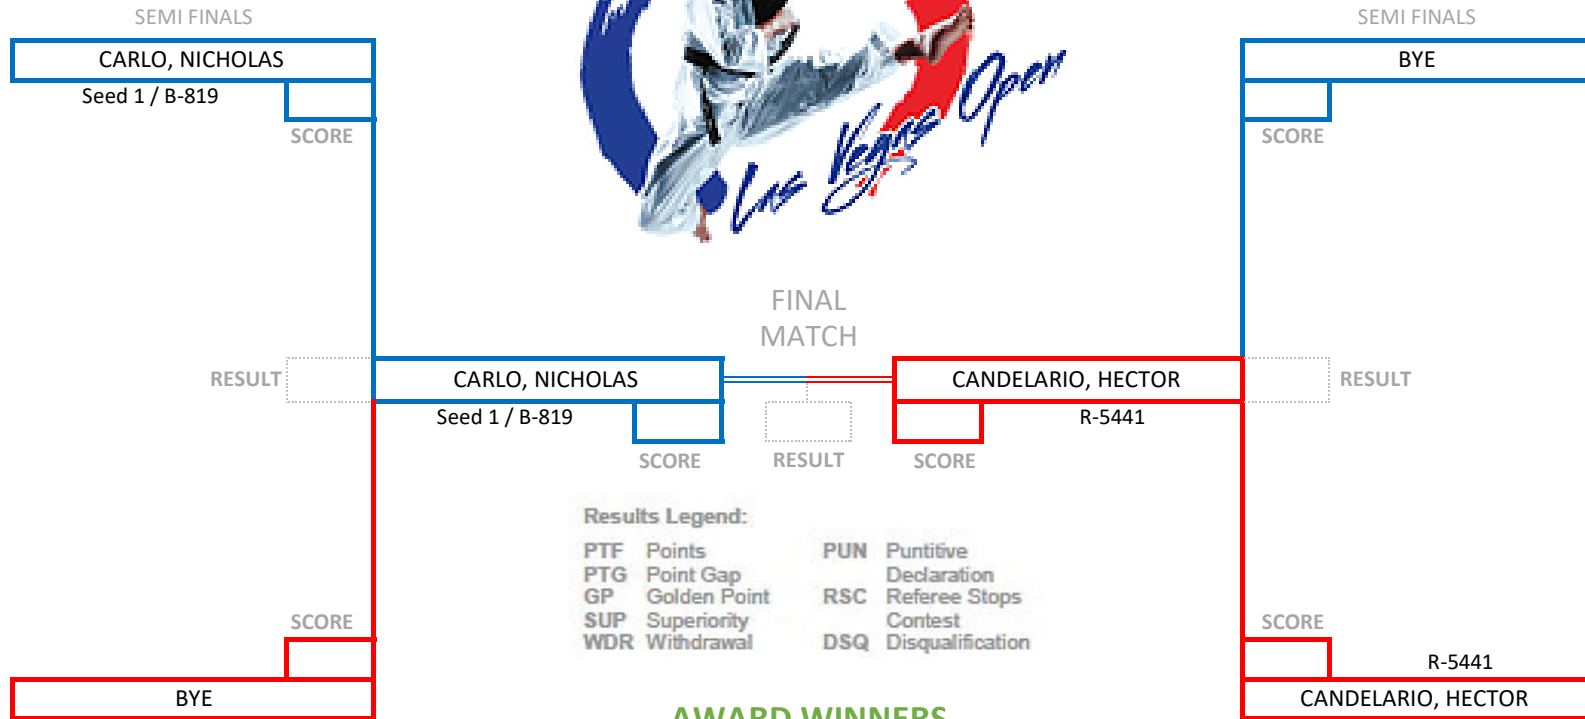 SEMI FINALS
SEMI FINALS
CARLO, NICHOLAS
BYE
Seed 1 / B-819
SCORE
SCORE
Las Vegas Open
FINAL
MATCH
RESULT
CARLO, NICHOLAS
CANDELARIO, HECTOR
RESULT
Seed 1 / B-819
R-5441
SCORE
RESULT
SCORE
Results Legend:
PTF Points
PTG Point Gap
GP Golden Point
SUP Superiority
WDR Withdrawal
PUN Puntitive
Declaration
RSC Referee Stops
Contest
DSQ Disqualification
SCORE
SCORE
R-5441
BYE
CANDELARIO, HECTOR
AWARD WINNERS